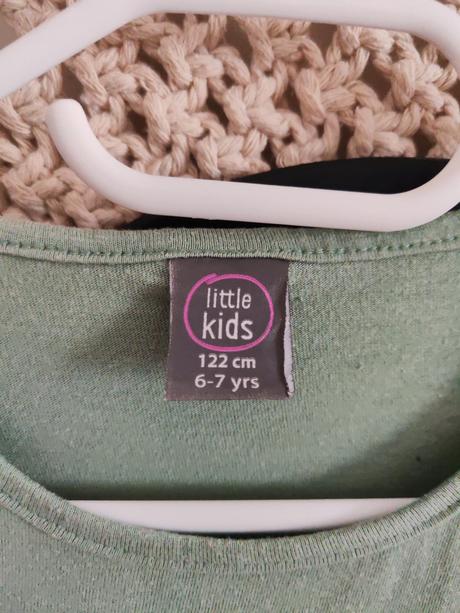 little
kids
122 cm
6-7 yrs